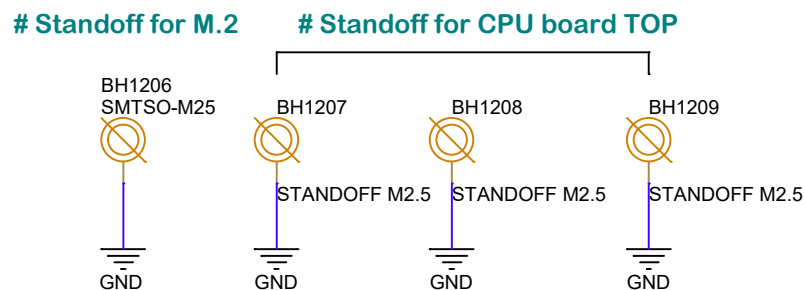 # Standoff for M.2
# Standoff for CPU board TOP
BH1206
SMTSO-M25
BH1207
BH1208
BH1209
STANDOFF M2.5
STANDOFF M2.5
STANDOFF M2.5
GND
GND
GND
GND